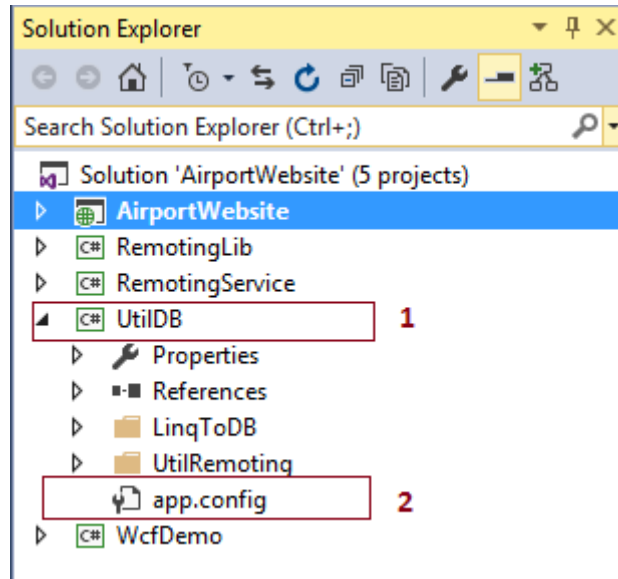 Solution Explorer
Search Solution Explorer (Ctrl+;)
Solution 'AirportWebsite' (5 projects)
AirportWebsite
C# RemotingLib
C# RemotingService
C# UtilDB 1
Properties
References
LinqToDB
UtilRemoting
app.config 2
C# WcfDemo